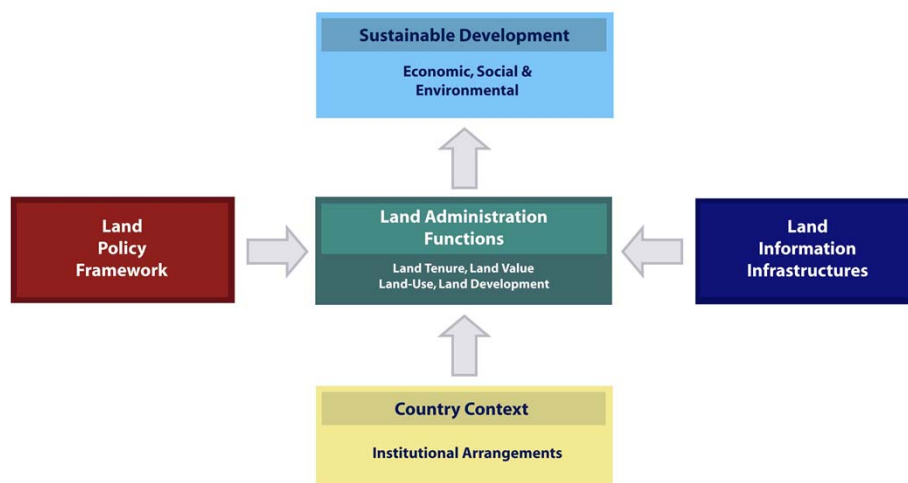 Sustainable Development
Economic, Social &
Environmental
Land
Policy
Framework
Land Administration
Functions
Land Tenure, Land Value
Land-Use, Land Development
Land
Information
Infrastructures
Country Context
Institutional Arrangements